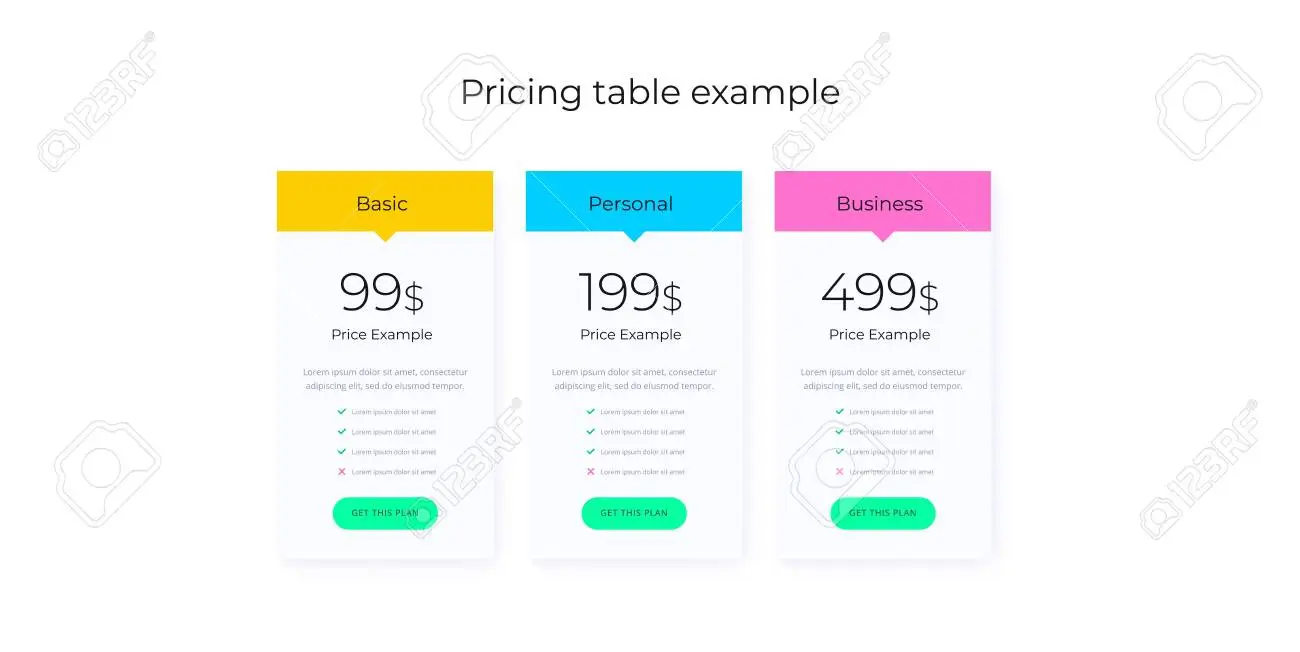 Pricing table example
Basic
99$
Price Example
Lorem ipsum dolor sit amet, consectetur
adipiscing elit, sed do eiusmod tempor.
Lorem ipsum dolor sit amet
Lorem ipsum dolor sit amet
Lorem ipsum dolor sit amet
Lorem ipsum dolor sit amet
GET THIS PLAN
Personal
199$
Price Example
Lorem ipsum dolor sit amet, consectetur
adipiscing elit, sed do eiusmod tempor.
Lorem ipsum dolor sit amet
Lorem ipsum dolor sit amet
Lorem ipsum dolor sit amet
Lorem ipsum dolor sit amet
GET THIS PLAN
Business
499$
Price Example
Lorem ipsum dolor sit amet, consectetur
adipiscing elit, sed do eiusmod tempor.
Lorem ipsum dolor sit amet
Lorem ipsum dolor sit amet
Lorem ipsum dolor sit amet
Lorem ipsum dolor sit amet
GET THIS PLAN
123RF
123RF
123RF
123RF